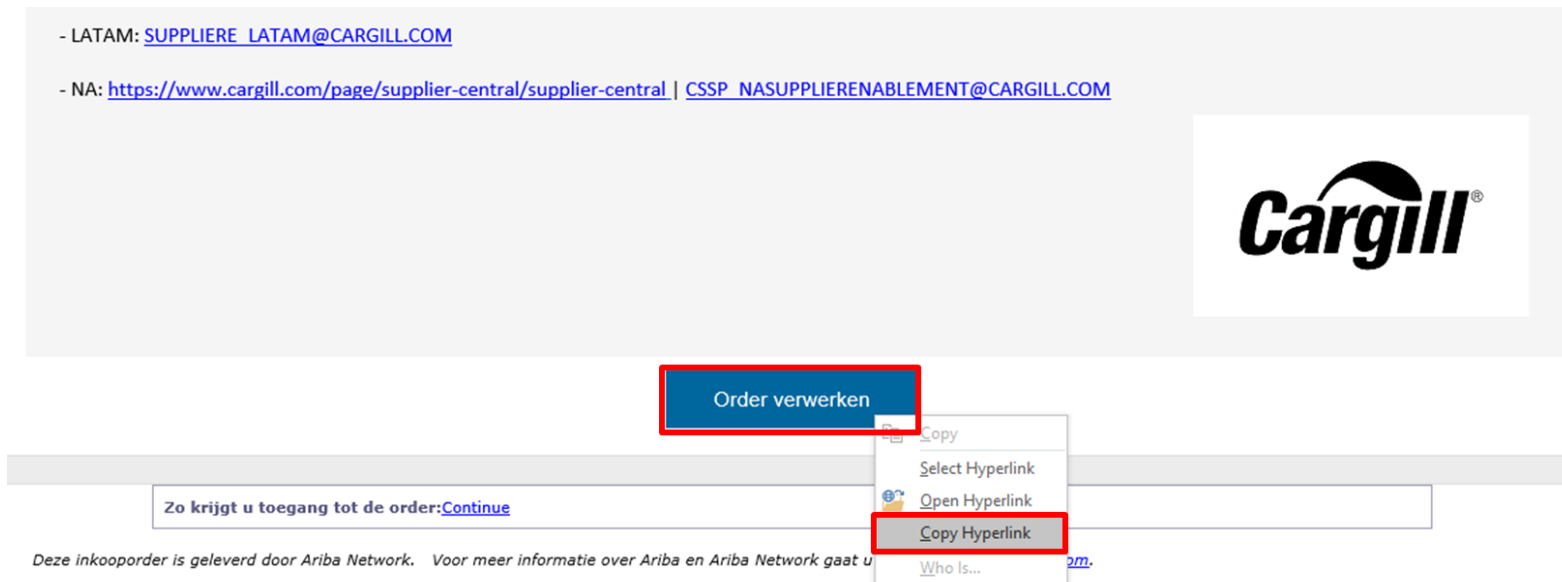 - LATAM: SUPPLIERE_LATAM@CARGILL.COM
- NA: https://www.cargill.com/page/supplier-central/supplier-central | CSSP_NASUPPLIERENABLEMENT@CARGILL.COM
Cargill®
Order verwerken
Copy
Select Hyperlink
Open Hyperlink
Copy Hyperlink
Who Is...
Zo krijgt u toegang tot de order:Continue
Deze inkooporder is geleverd door Ariba Network. Voor meer informatie over Ariba en Ariba Network gaat u